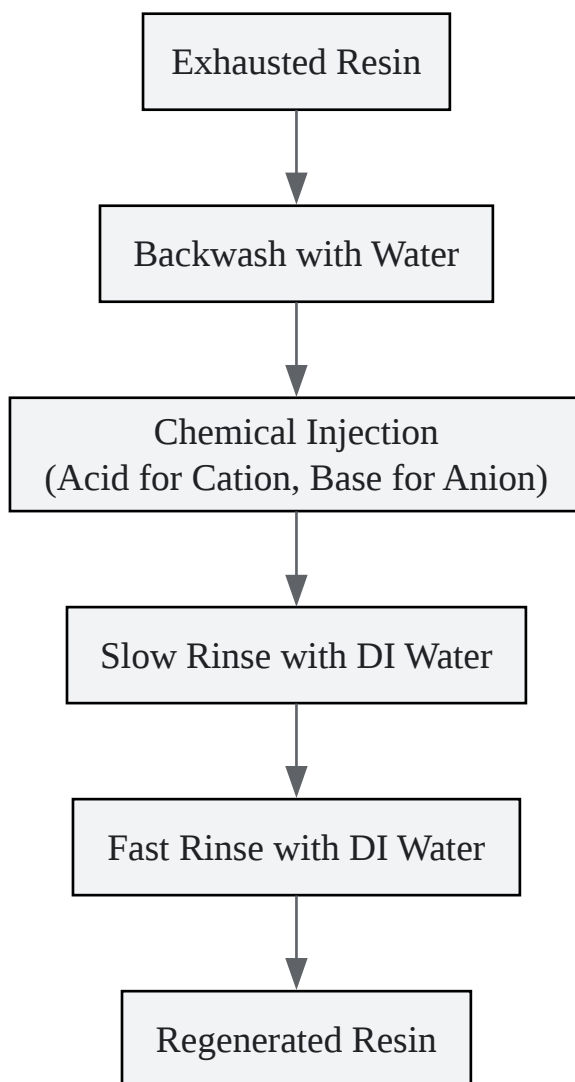 Exhausted Resin
Backwash with Water
Chemical Injection
(Acid for Cation, Base for Anion)
Slow Rinse with DI Water
Fast Rinse with DI Water
Regenerated Resin